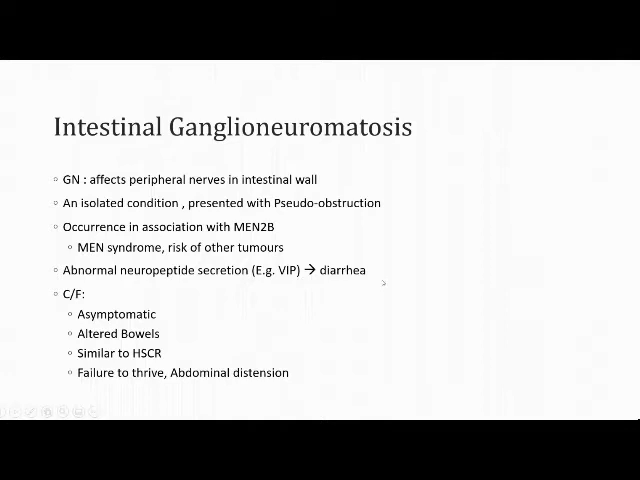 Intestinal Ganglioneuromatosis
◦ GN : affects peripheral nerves in intestinal wall
◦ An isolated condition , presented with Pseudo-obstruction
◦ Occurrence in association with MEN2B
◦ MEN syndrome, risk of other tumours
◦ Abnormal neuropeptide secretion (E.g. VIP) → diarrhea
◦ C/F:
◦ Asymptomatic
◦ Altered Bowels
◦ Similar to HSCR
◦ Failure to thrive, Abdominal distension